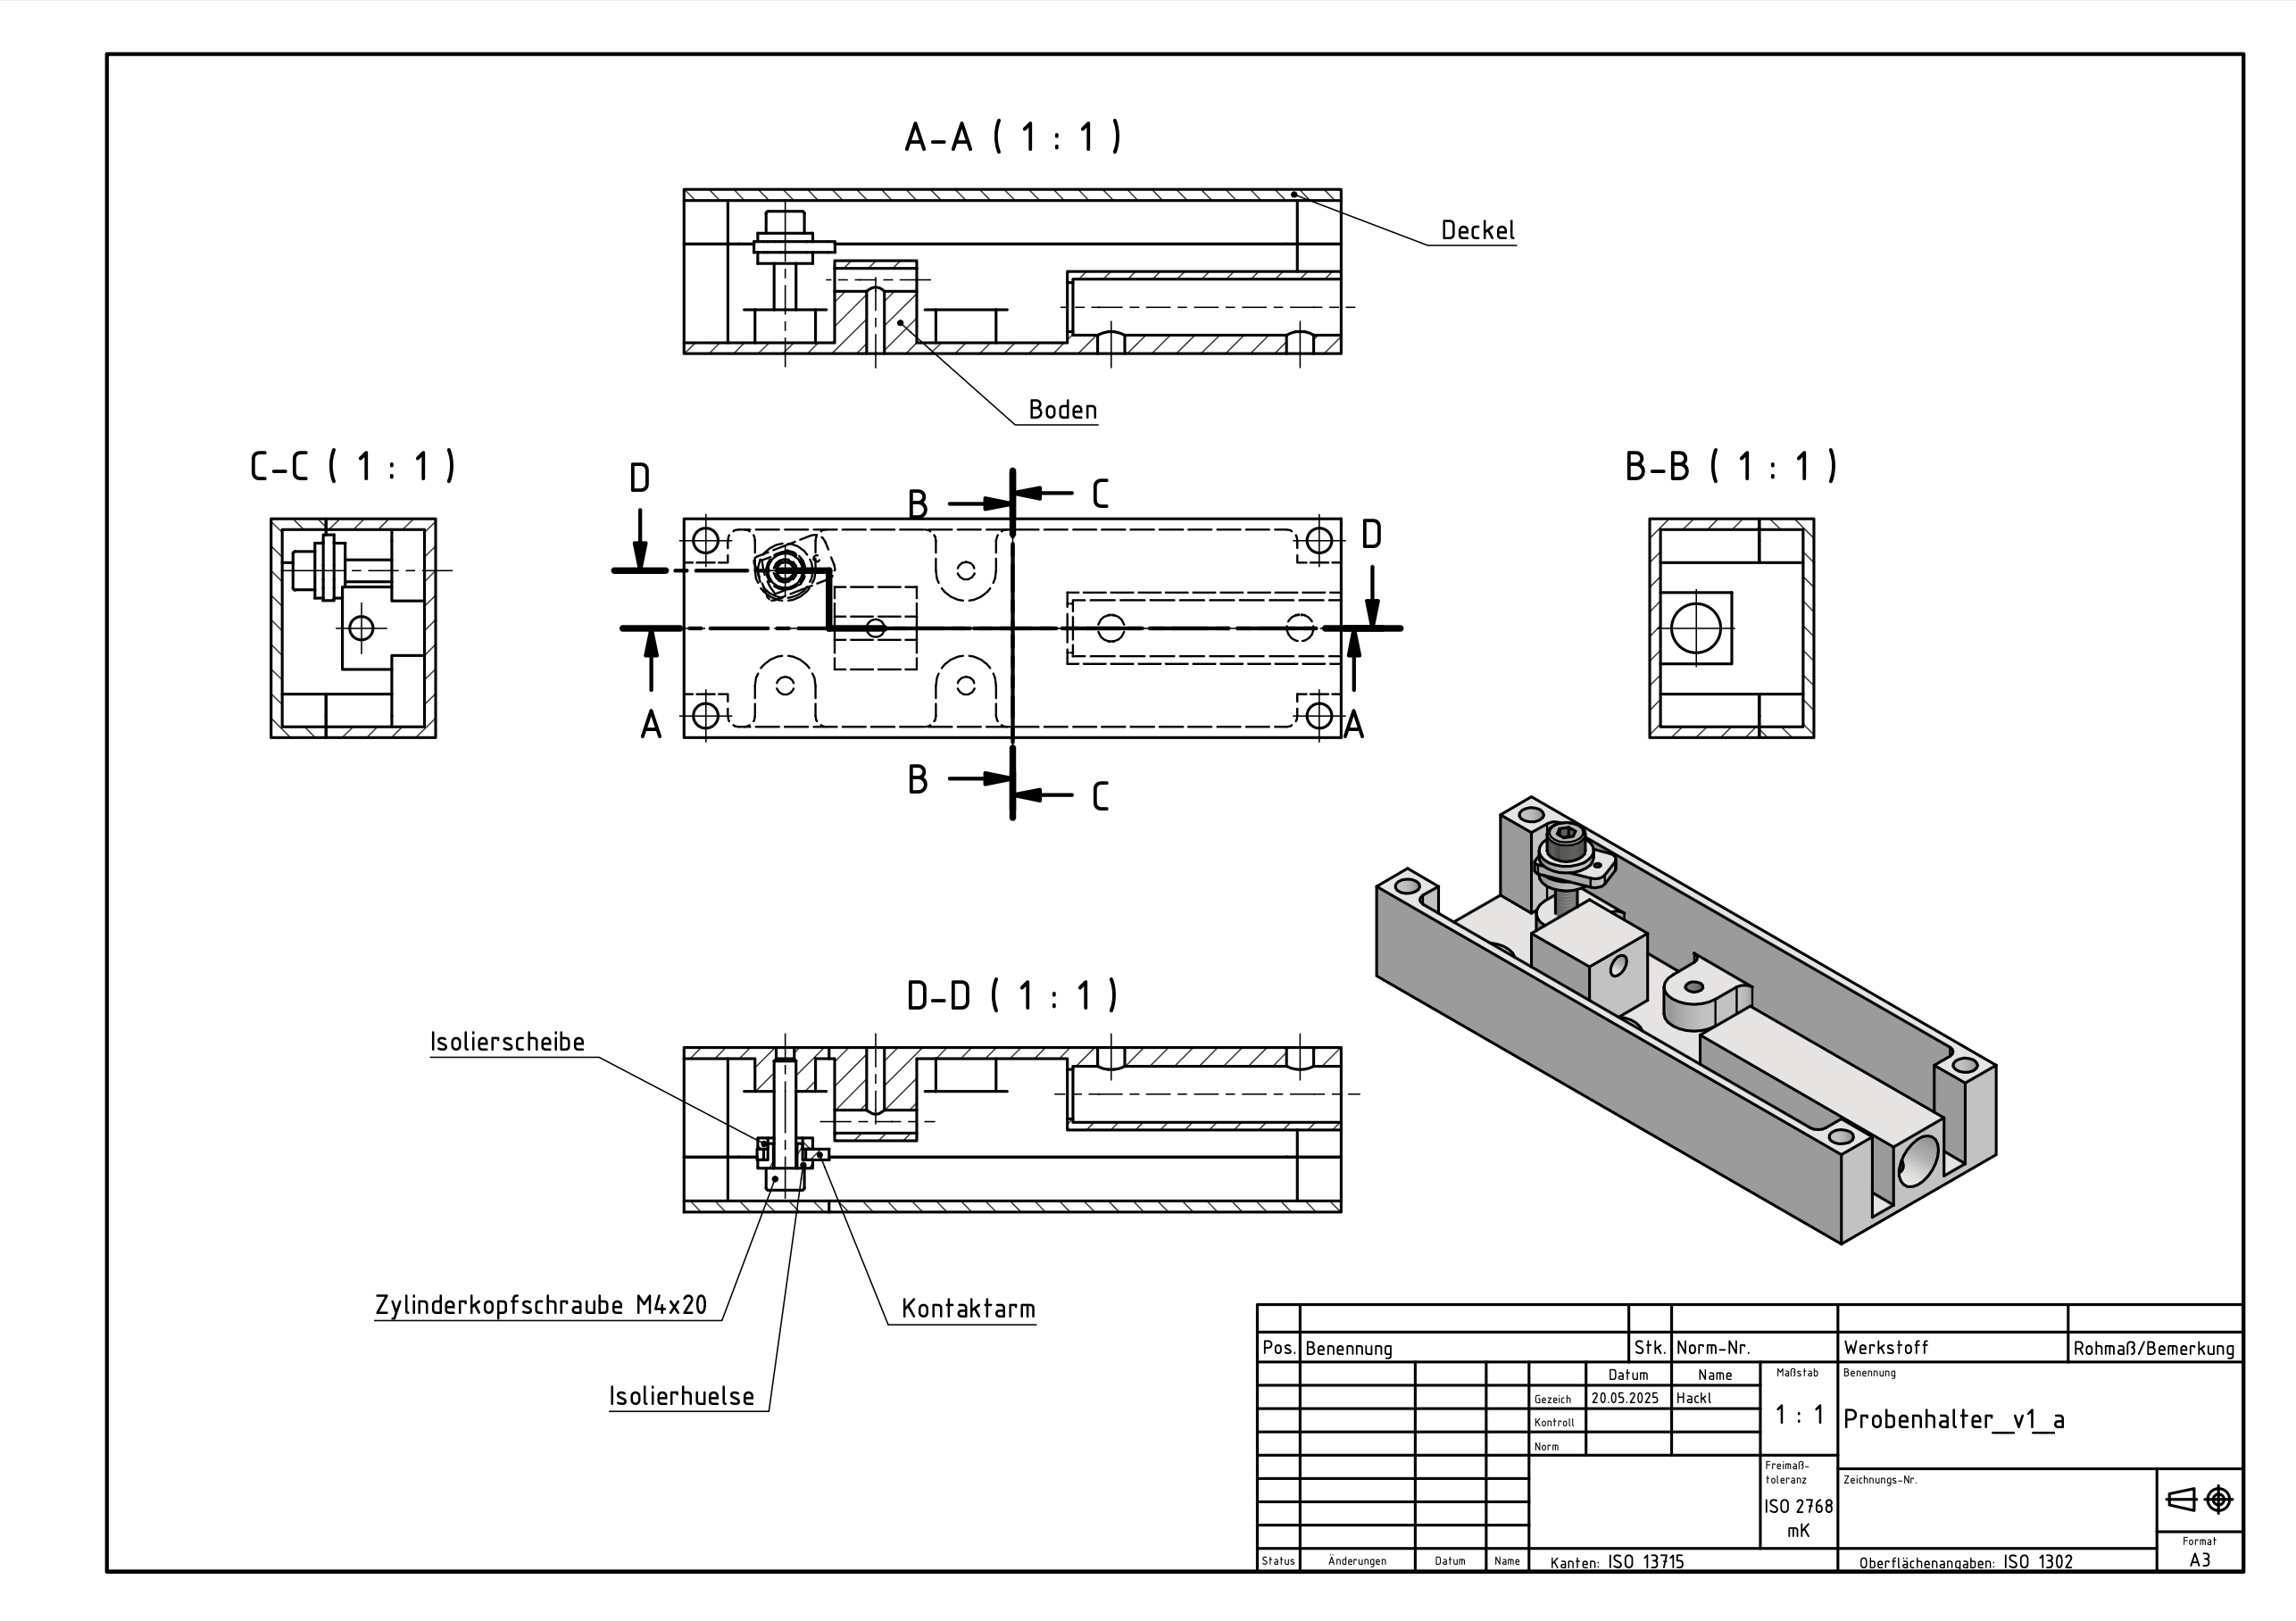 A-A ( 1 : 1 )
Deckel
Boden
C-C ( 1 : 1 )
B-B ( 1 : 1 )
D
B
C
D
A
A
B
C
D-D ( 1 : 1 )
Isolierscheibe
Zylinderkopfschraube M4x20
Kontaktarm
Isolierhuelse
Pos. Benennung Stk. Norm-Nr. Werkstoff Rohmaß/Bemerkung
Datum Name Maßstab Benennung
Gezeich 20.05.2025 Hackl
1 : 1 Probenhalter_v1_a
Kontroll
Norm
Freimaß-
toleranz
Zeichnungs-Nr.
ISO 2768
mK
Format
A3
Status Änderungen Datum Name Kanten: ISO 13715 Oberflächenangaben: ISO 1302